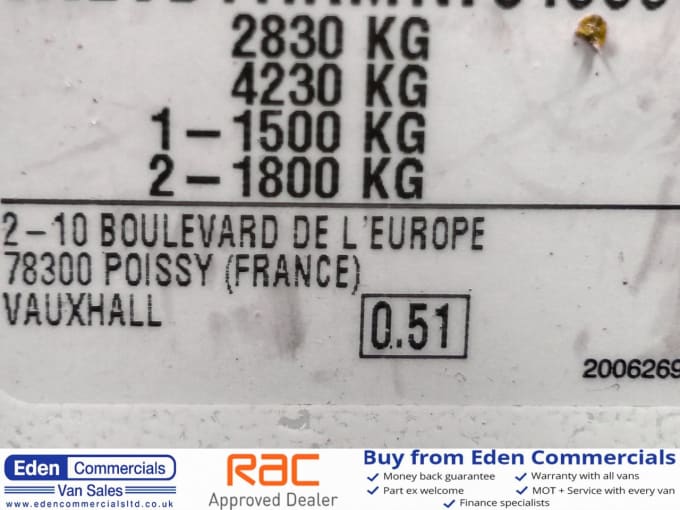 2830 KG
4230 KG
1-1500 KG
2-1800 KG
2-10 BOULEVARD DE L'EUROPE
78300 POISSY (FRANCE)
VAUXHALL
0.51
2006269
Eden Commercials
Van Sales
www.edencommercialsltd.co.uk
RAC
Approved Dealer
Buy from Eden Commercials
✓ Money back guarantee ✓ Warranty with all vans
✓ Part ex welcome ✓ MOT + Service with every van
✓ Finance specialists